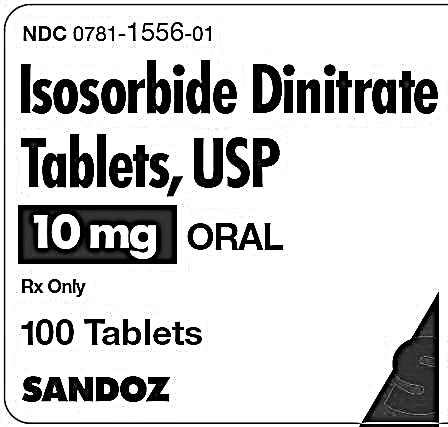 NDC 0781-1556-01
Isosorbide Dinitrate
Tablets, USP
10 mg ORAL
Rx Only
100 Tablets
SANDOZ